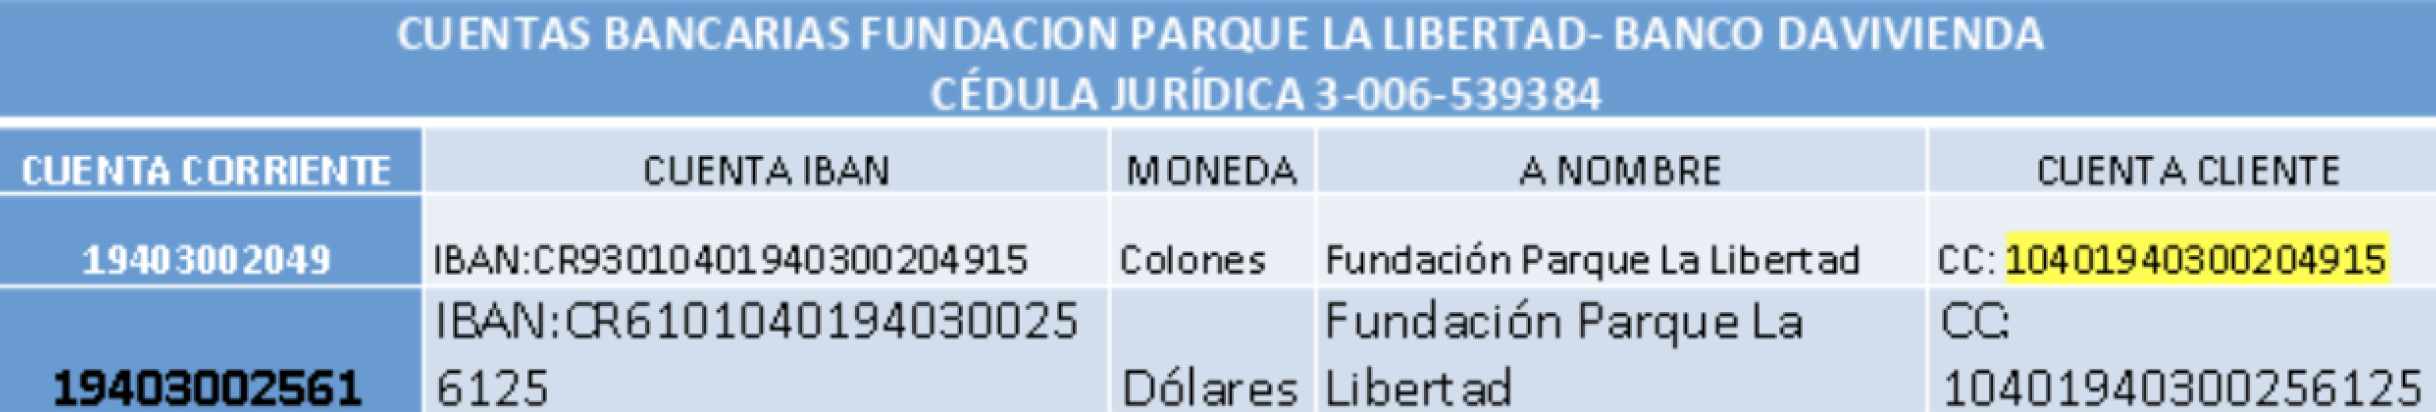 CUENTAS BANCARIAS FUNDACION PARQUE LA LIBERTAD- BANCO DAVIVIENDA
CÉDULA JURÍDICA 3-006-539384
CUENTA CORRIENTE CUENTA IBAN MONEDA A NOMBRE CUENTA CLIENTE
19403002049 IBAN:CR93010401940300204915 Colones Fundación Parque La Libertad CC: 10401940300204915
IBAN:CR6101040194030025 Fundación Parque La CC:
19403002561 6125 Dólares Libertad 10401940300256125